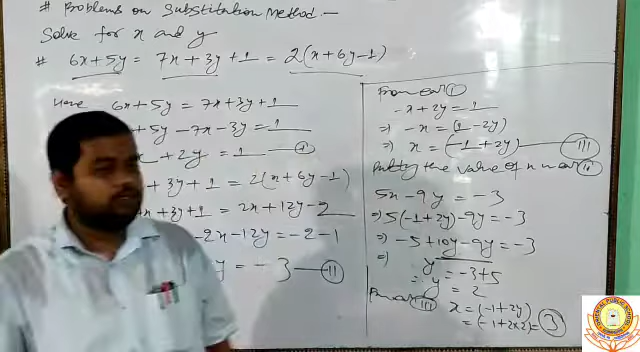 # Problems on Substitution Method :-
Solve for x and y
# 6x+5y = 7x+3y+1 = 2(x+6y-1)
Here 6x+5y = 7x+3y+1
+5y-7x-3y=1
x + 2y = 1 — (I)
+3y+1 = 2(x+6y-1)
x+3y+1 = 2x+12y-2
-2x-12y = -2-1
y = -3 — (II)
From eqn (I)
-x+2y=1
⇒ -x = (1-2y)
⇒ x = (-1+2y) — (III)
Putting the value of x in eqn (II)
5x-9y = -3
⇒ 5(-1+2y)-9y=-3
⇒ -5+10y-9y=-3
⇒ y = -3+5
= y = 2
From eqn (III)
x = (-1+2y)
= (-1+2x2) = (3)